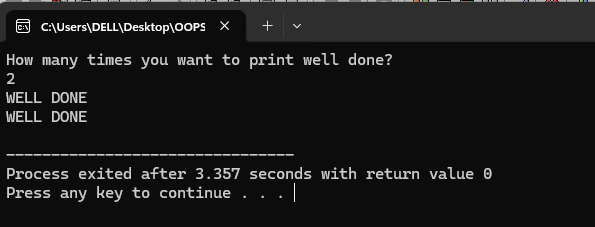 C:\Users\DELL\Desktop\OOPS
How many times you want to print well done?
2
WELL DONE
WELL DONE
--------------------------------
Process exited after 3.357 seconds with return value 0
Press any key to continue . . .